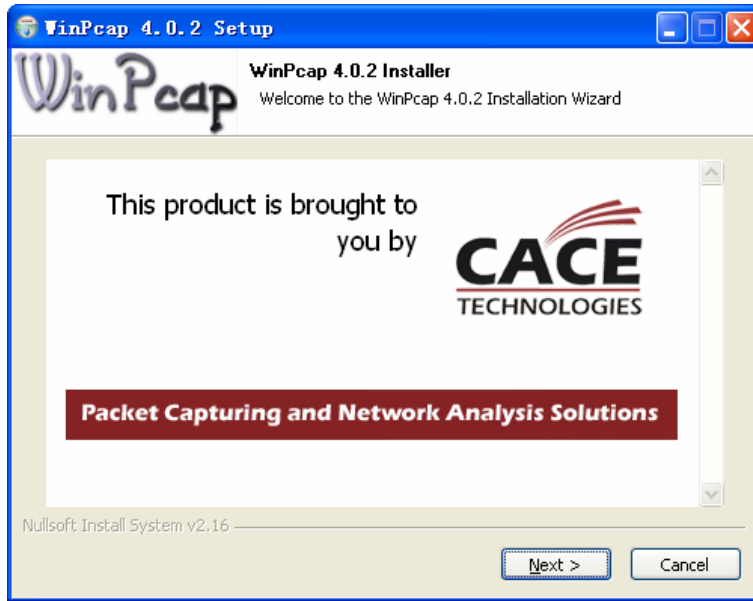 WinPcap 4.0.2 Setup
WinPcap
WinPcap 4.0.2 Installer
Welcome to the WinPcap 4.0.2 Installation Wizard
This product is brought to
you by
CACE
TECHNOLOGIES
Packet Capturing and Network Analysis Solutions
Nullsoft Install System v2.16
Next >
Cancel